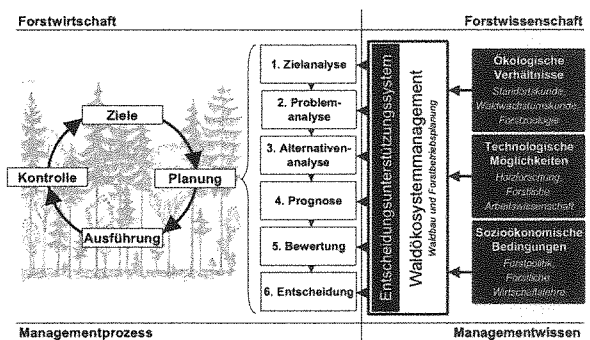 Forstwirtschaft
Forstwissenschaft
Ziele
Kontrolle
Planung
Ausführung
1. Zielanalyse
2. Problem-
analyse
3. Alternativen-
analyse
4. Prognose
5. Bewertung
6. Entscheidung
Entscheidungsunterstützungssystem
Waldökosystemmanagement
Waldbau und Forstbetriebsplanung
Ökologische
Verhältnisse
Standortskunde,
Waldwachstumskunde,
Forstzoologie
Technologische
Möglichkeiten
Holzforschung
Forstliche
Arbeitswissenschaft
Sozioökonomische
Bedingungen
Forstpolitik
Forstliche
Wirtschaftslehre
Managementprozess
Managementwissen